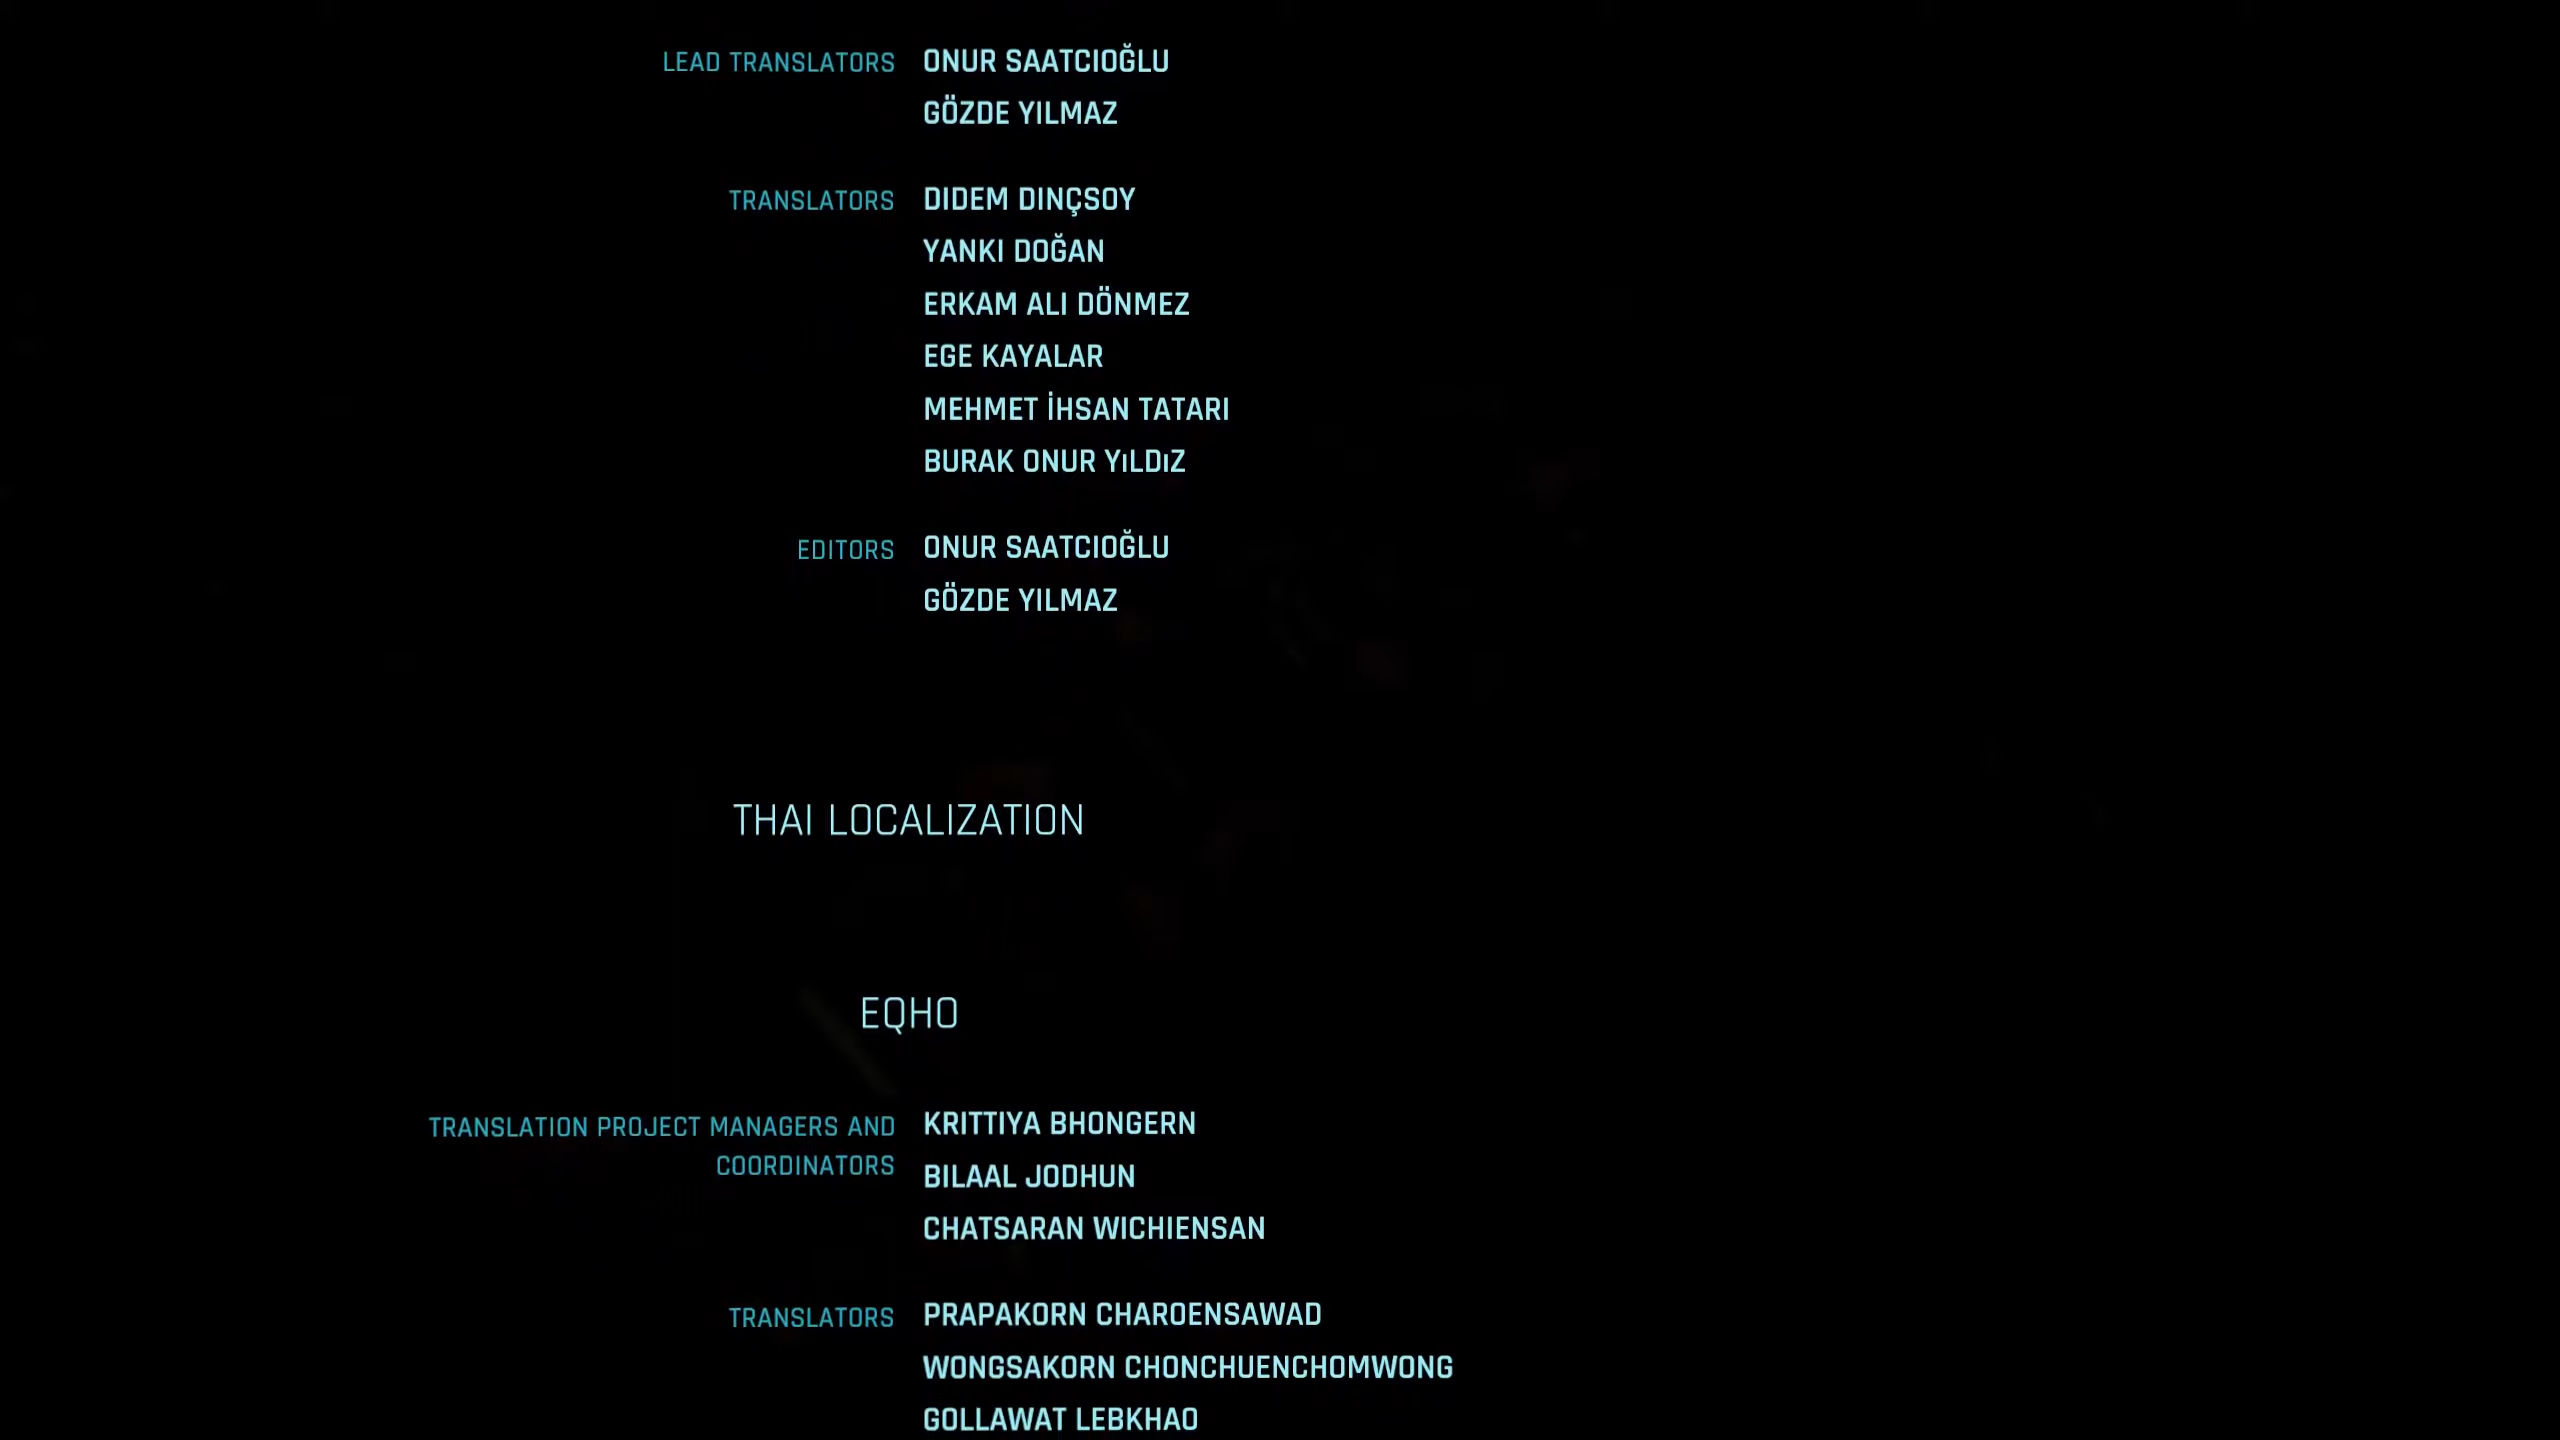 LEAD TRANSLATORS ONUR SAATCIOĞLU
GÖZDE YILMAZ
TRANSLATORS DIDEM DINÇSOY
YANKI DOĞAN
ERKAM ALI DÖNMEZ
EGE KAYALAR
MEHMET İHSAN TATARI
BURAK ONUR YıLDıZ
EDITORS ONUR SAATCIOĞLU
GÖZDE YILMAZ
THAI LOCALIZATION
EQHO
TRANSLATION PROJECT MANAGERS AND KRITTIYA BHONGERN
COORDINATORS BILAAL JODHUN
CHATSARAN WICHIENSAN
TRANSLATORS PRAPAKORN CHAROENSAWAD
WONGSAKORN CHONCHUENCHOMWONG
GOLLAWAT LEBKHAO